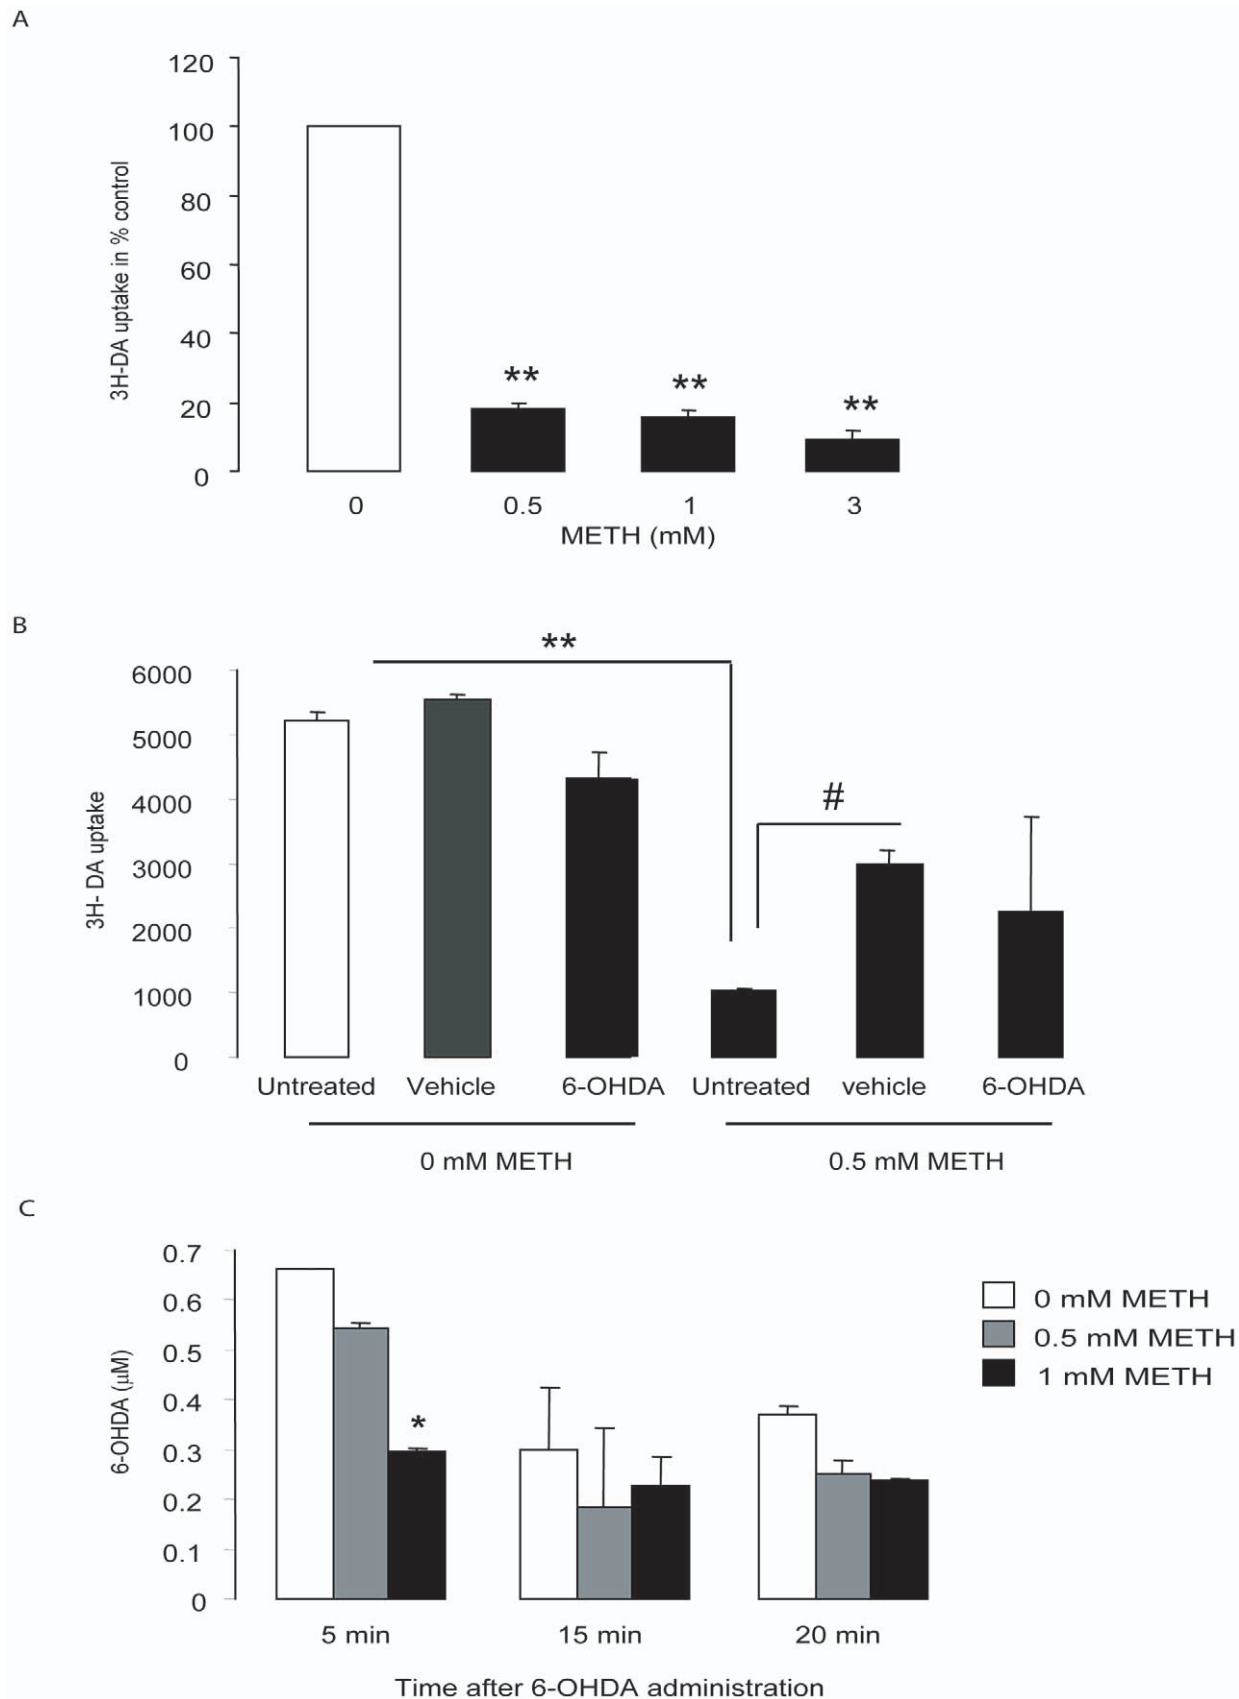 A
120
100
80
60
40
20
0
3H-DA uptake in % control
**
**
**
0
0.5
1
3
METH (mM)
B
**
6000
5000
4000
3000
2000
1000
0
3H- DA uptake
#
Untreated
Vehicle
6-OHDA
Untreated
vehicle
6-OHDA
0 mM METH
0.5 mM METH
C
0.7
0.6
0.5
0.4
0.3
0.2
0.1
0
6-OHDA (μM)
*
0 mM METH
0.5 mM METH
1 mM METH
5 min
15 min
20 min
Time after 6-OHDA administration